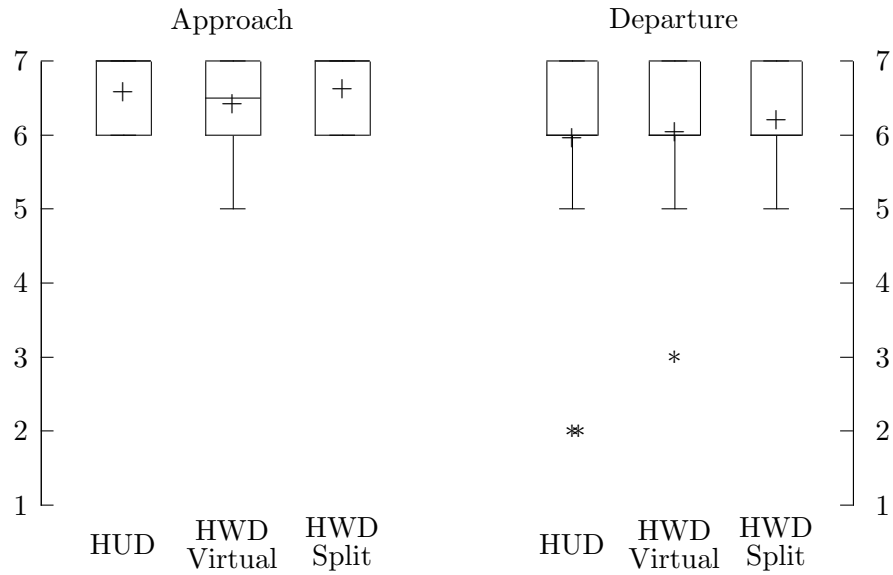 Approach
Departure
7
6
5
4
3
2
1
7
6
5
4
3
2
1
HUD
HWD
Virtual
HWD
Split
HUD
HWD
Virtual
HWD
Split